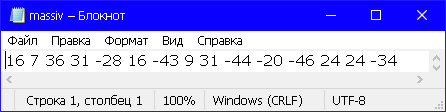 massiv – Блокнот
Файл Правка Формат Вид Справка
16 7 36 31 -28 16 -43 9 31 -44 -20 -46 24 24 -34
Строка 1, столбец 1 100% Windows (CRLF) UTF-8